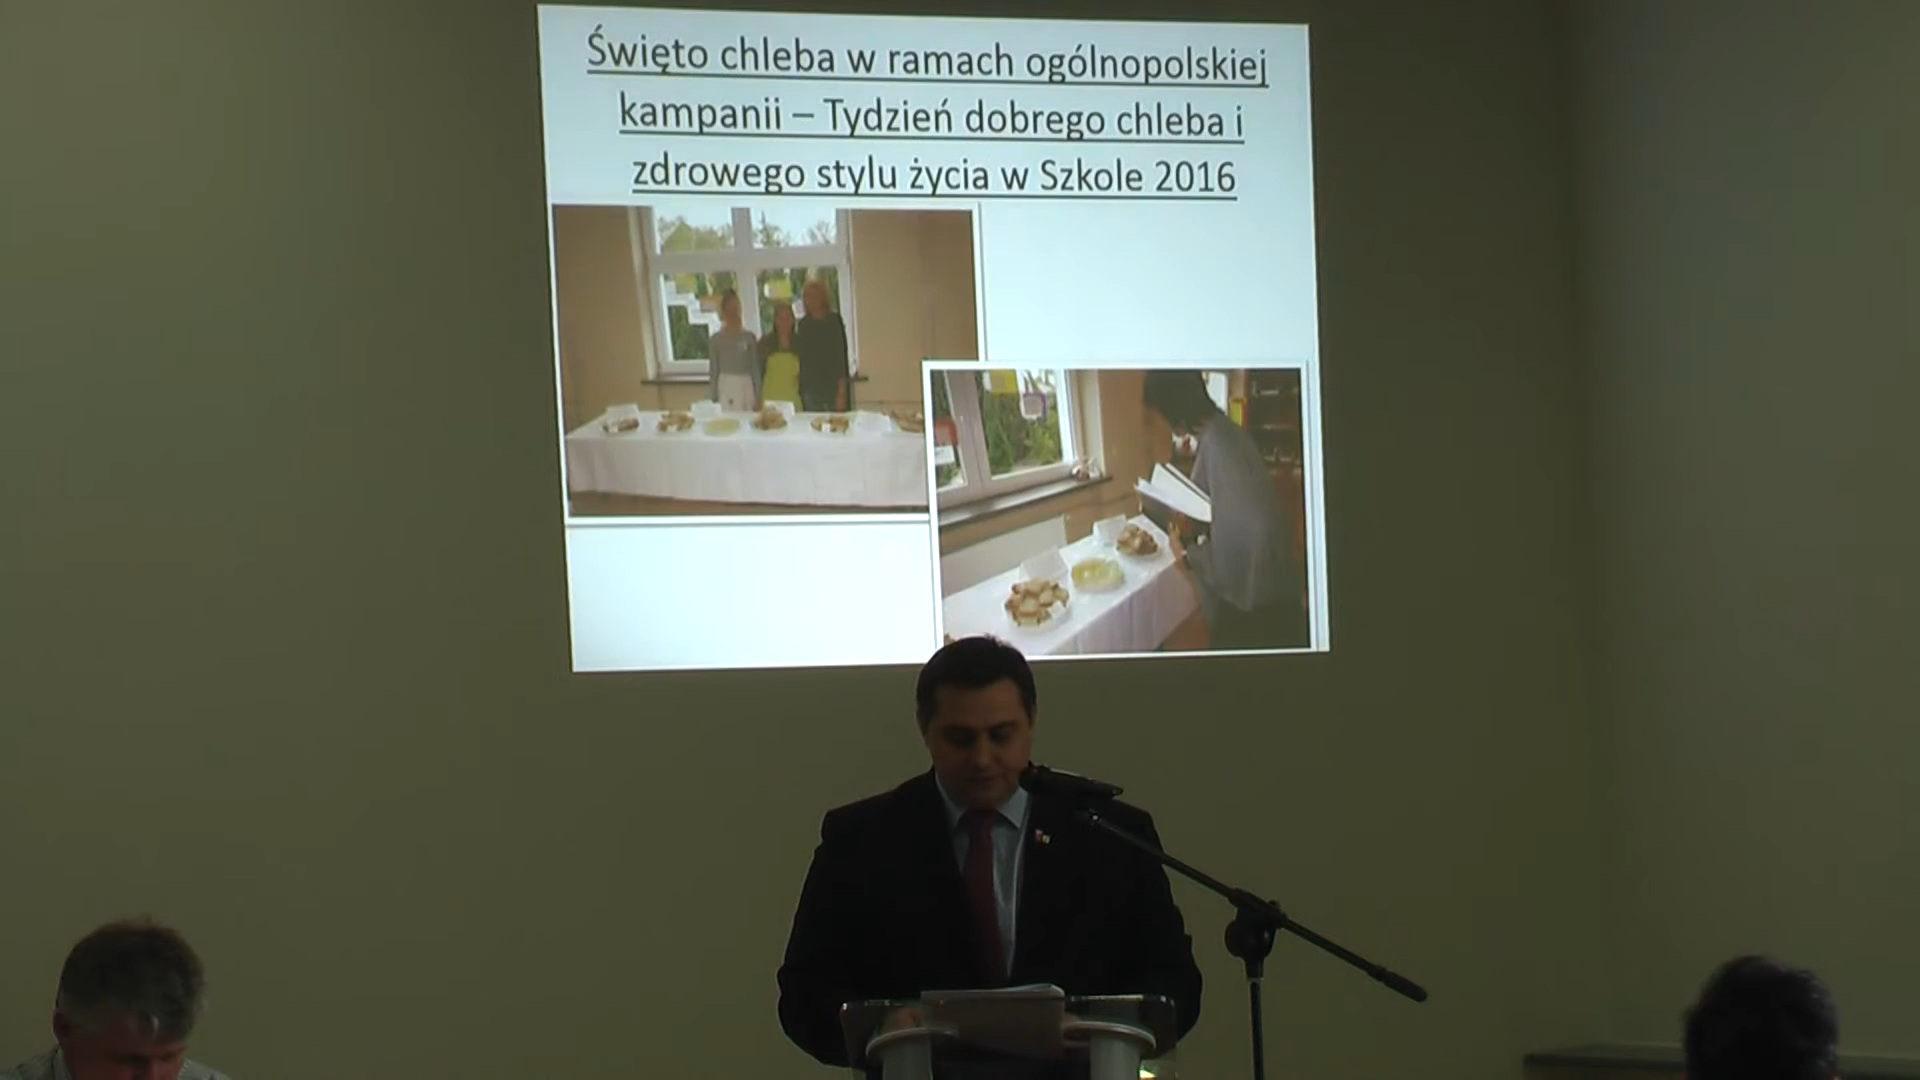 Święto chleba w ramach ogólnopolskiej
kampanii – Tydzień dobrego chleba i
zdrowego stylu życia w Szkole 2016